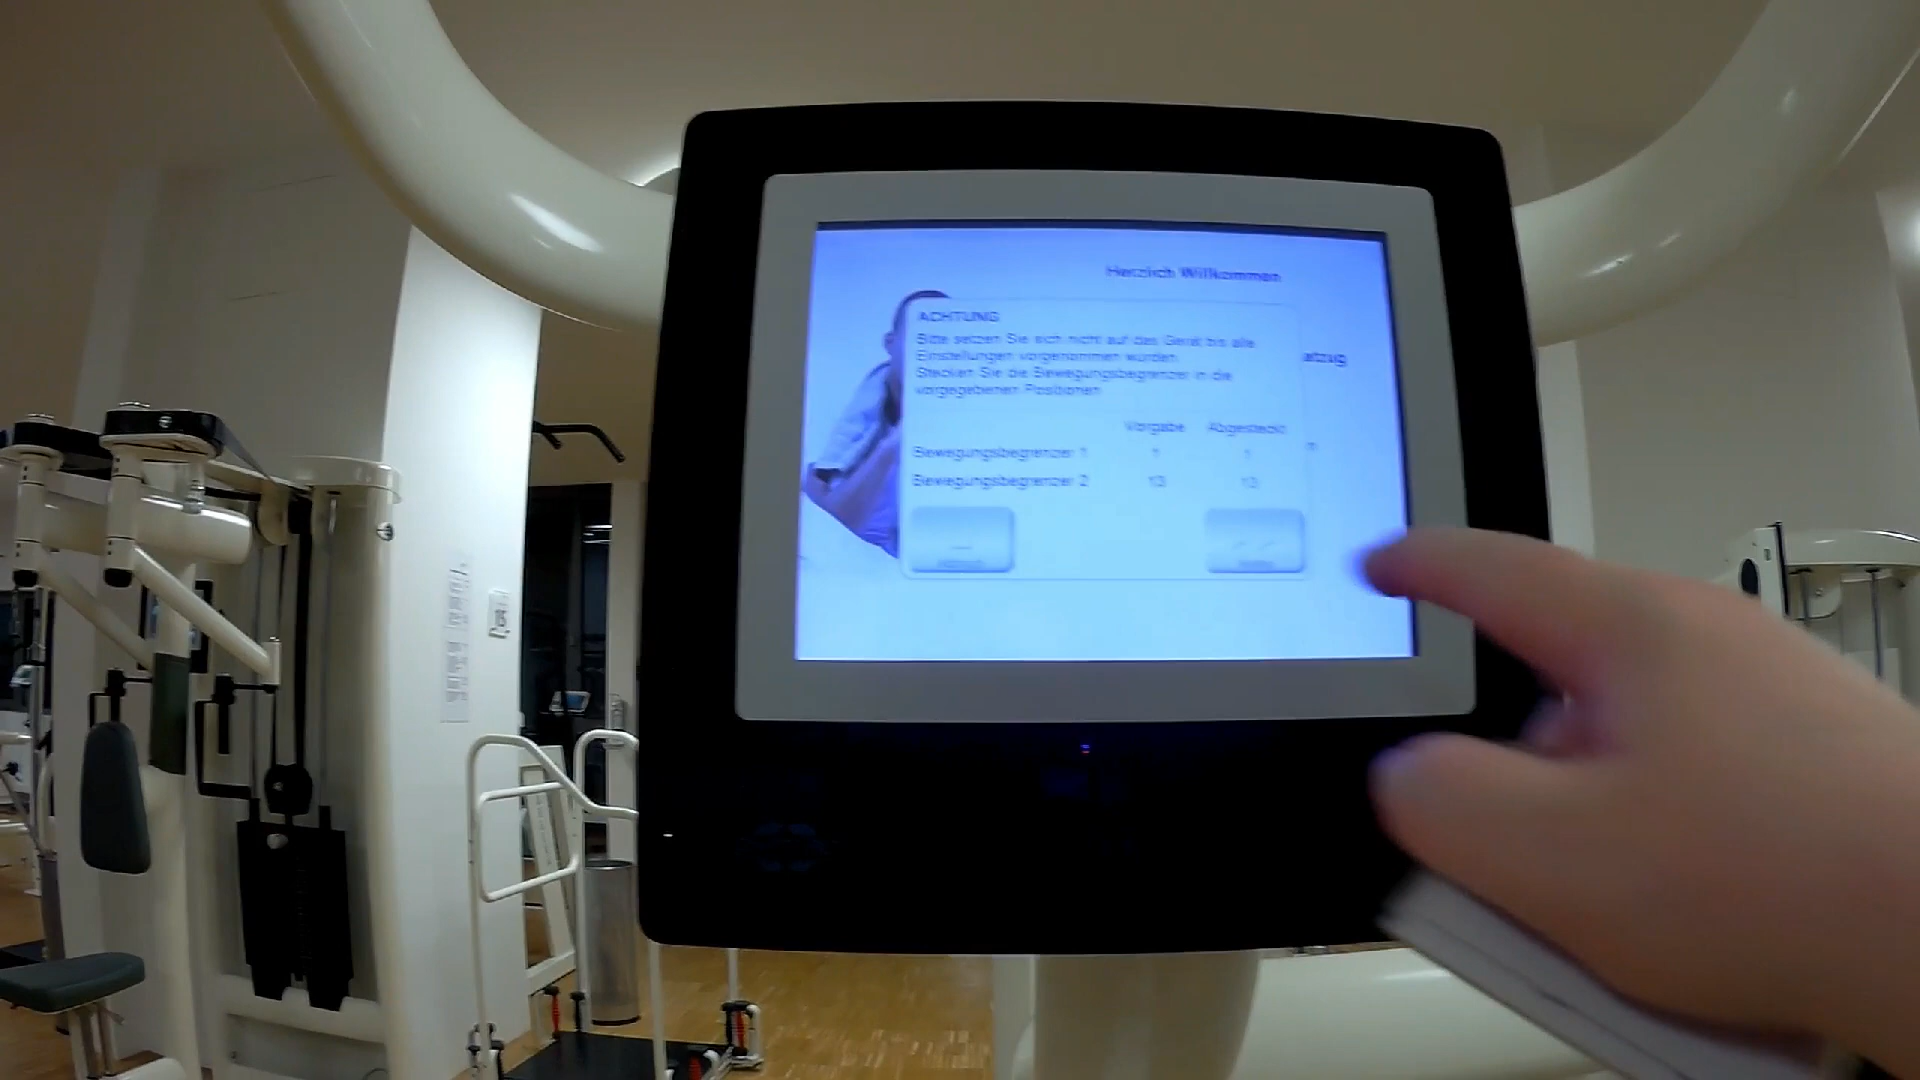 Herzlich Willkommen
ACHTUNG
Bitte setzen Sie sich nicht auf das Gerät bis alle
Einstellungen vorgenommen wurden
Stecken Sie die Bewegungsbegrenzer in die
vorgegebenen Positionen
atzug
Vorgabe Abgesteckt
Bewegungsbegrenzer 1 1 1
Bewegungsbegrenzer 2 13 13